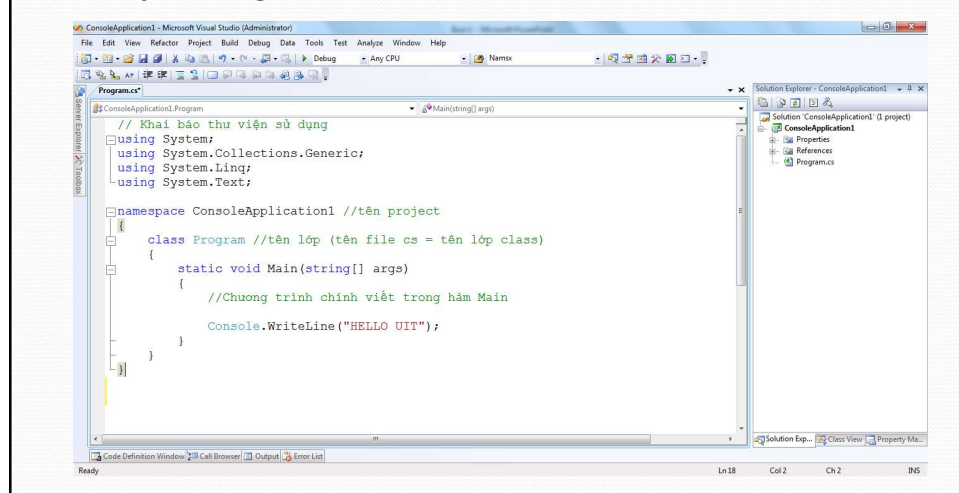 ConsoleApplication1 - Microsoft Visual Studio (Administrator)
File Edit View Refactor Project Build Debug Data Tools Test Analyze Window Help
Debug Any CPU Namsx
Program.cs*
Server Explorer
Toolbox
ConsoleApplication1.Program
Main(string[] args)
// Khai báo thư viện sử dụng
using System;
using System.Collections.Generic;
using System.Linq;
using System.Text;
namespace ConsoleApplication1 //tên project
{
class Program //tên lớp (tên file cs = tên lớp class)
{
static void Main(string[] args)
{
//Chương trình chính viết trong hàm Main
Console.WriteLine("HELLO UIT");
}
}
}
Solution Explorer - ConsoleApplication1
Solution 'ConsoleApplication1' (1 project)
ConsoleApplication1
Properties
References
Program.cs
Solution Exp... Class View Property Ma...
Code Definition Window Call Browser Output Error List
Ready Ln 18 Col 2 Ch 2 INS